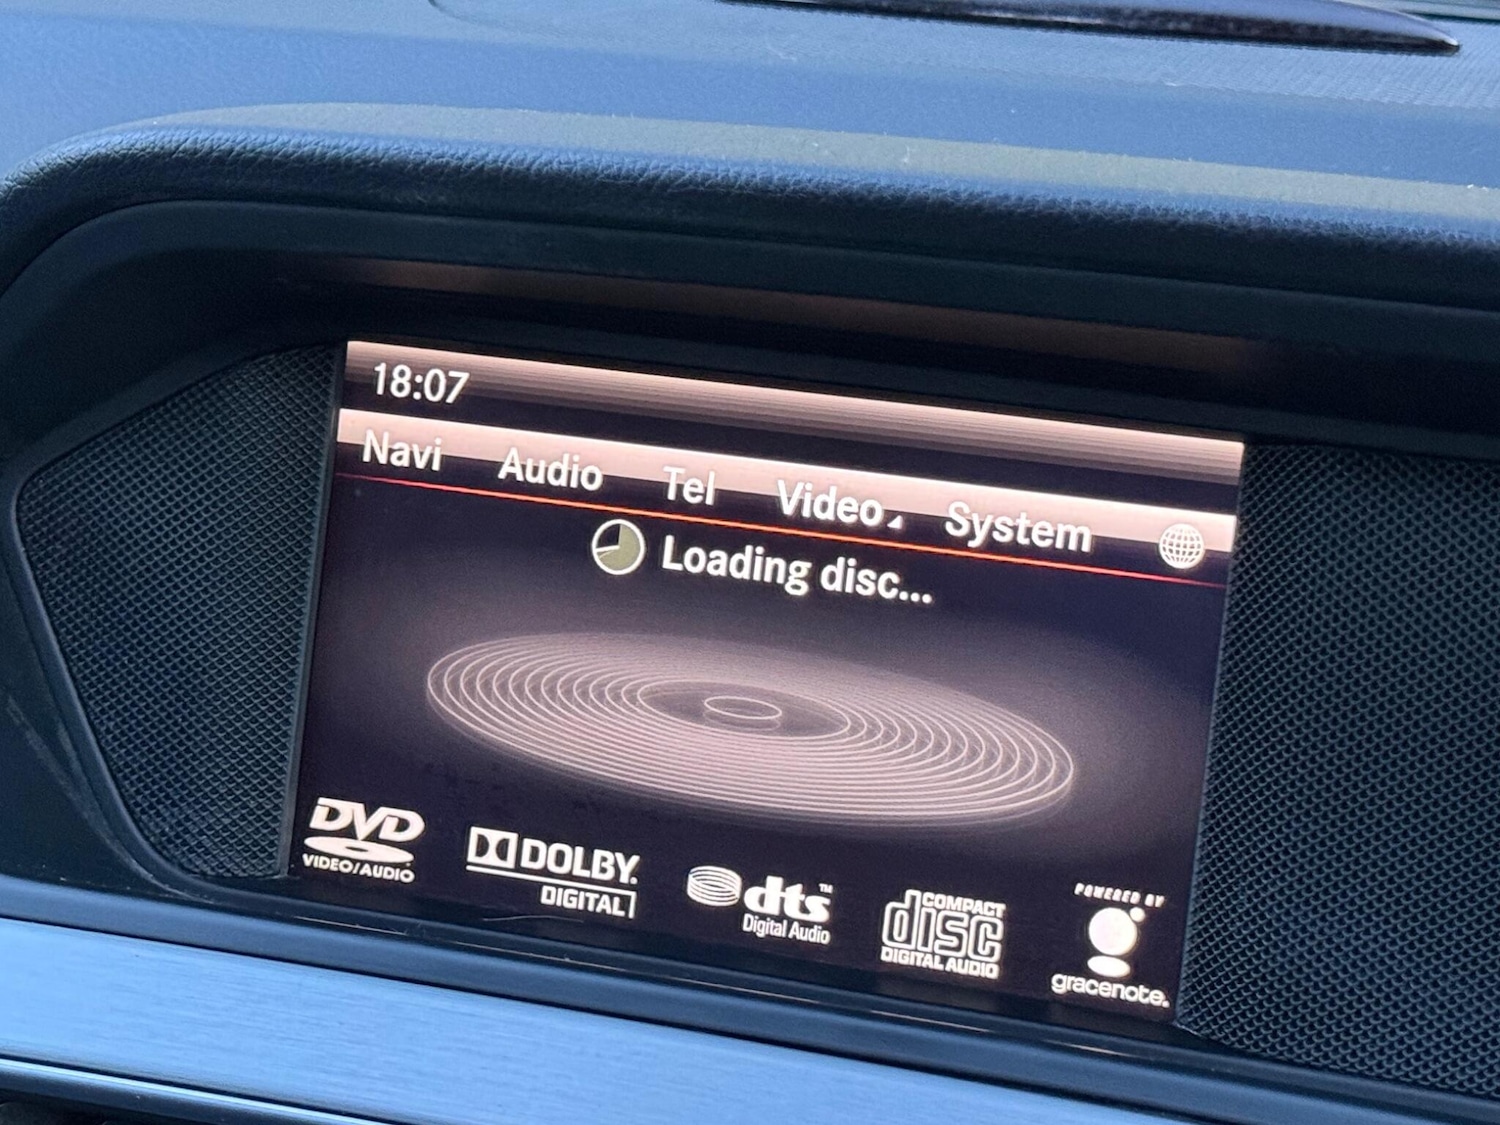 18:07
Navi Audio Tel Video System
Loading disc...
DVD
VIDEO/AUDIO
DOLBY
DIGITAL
dts™
Digital Audio
COMPACT
disc
DIGITAL AUDIO
POWERED BY
gracenote.